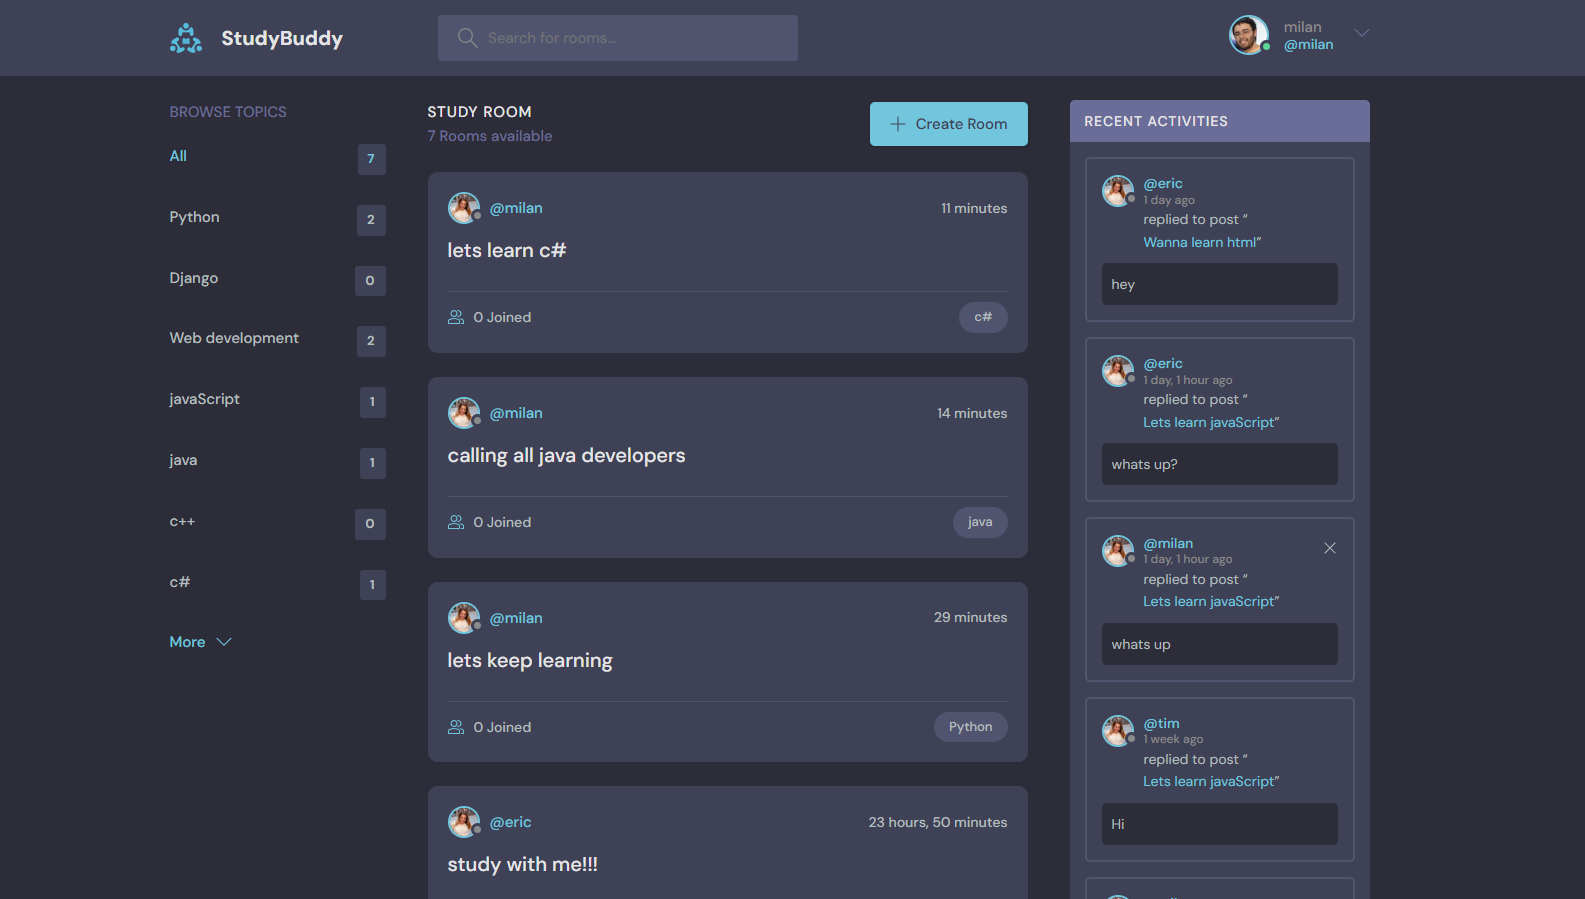 StudyBuddy
Search for rooms...
milan
@milan
BROWSE TOPICS
All
7
Python
2
Django
0
Web development
2
javaScript
1
java
1
c++
0
c#
1
More
STUDY ROOM
7 Rooms available
Create Room
@milan
11 minutes
lets learn c#
0 Joined
c#
@milan
14 minutes
calling all java developers
0 Joined
java
@milan
29 minutes
lets keep learning
0 Joined
Python
@eric
23 hours, 50 minutes
study with me!!!
RECENT ACTIVITIES
@eric
1 day ago
replied to post “
Wanna learn html”
hey
@eric
1 day, 1 hour ago
replied to post “
Lets learn javaScript”
whats up?
@milan
1 day, 1 hour ago
replied to post “
Lets learn javaScript”
whats up
@tim
1 week ago
replied to post “
Lets learn javaScript”
Hi